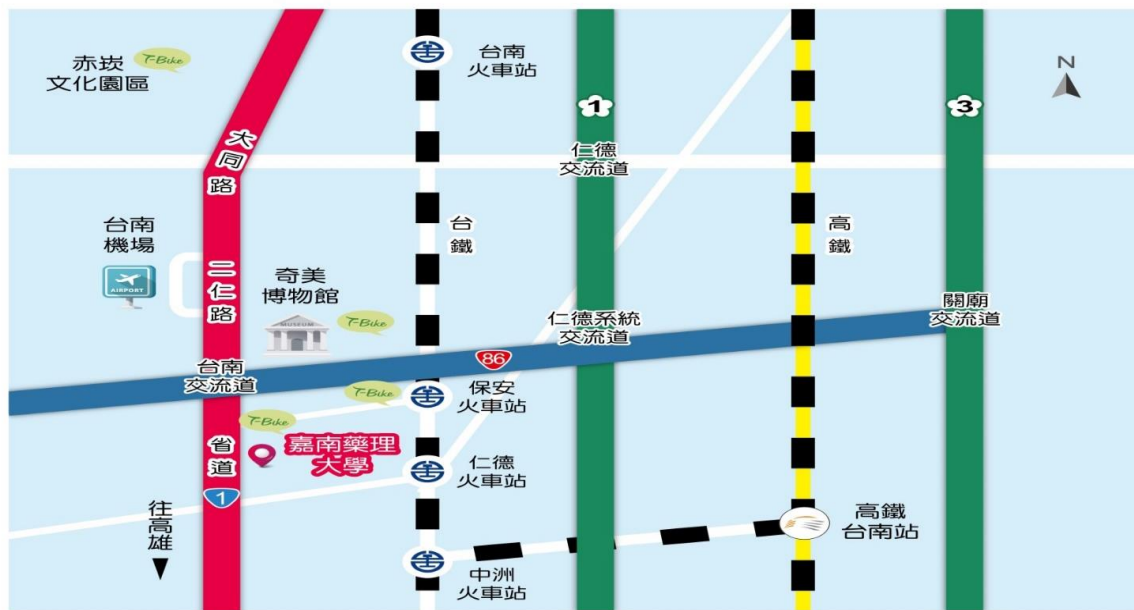 赤崁
文化園區
T-Bike
台南
火車站
N
1
3
大同路
仁德
交流道
台南
機場
AIRPORT
二仁路
台鐵
高鐵
奇美
博物館
MUSEUM
T-Bike
仁德系統
交流道
關廟
交流道
台南
交流道
86
T-Bike
保安
火車站
T-Bike
省道
1
嘉南藥理
大學
仁德
火車站
往高雄
高鐵
台南站
中洲
火車站